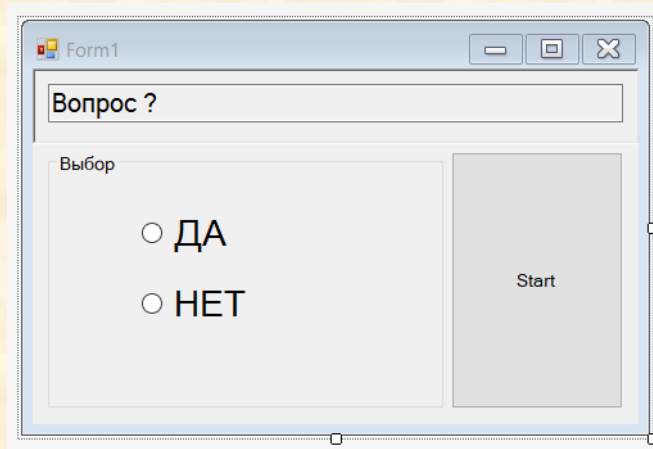 Form1
Вопрос ?
Выбор
ДА
НЕТ
Start